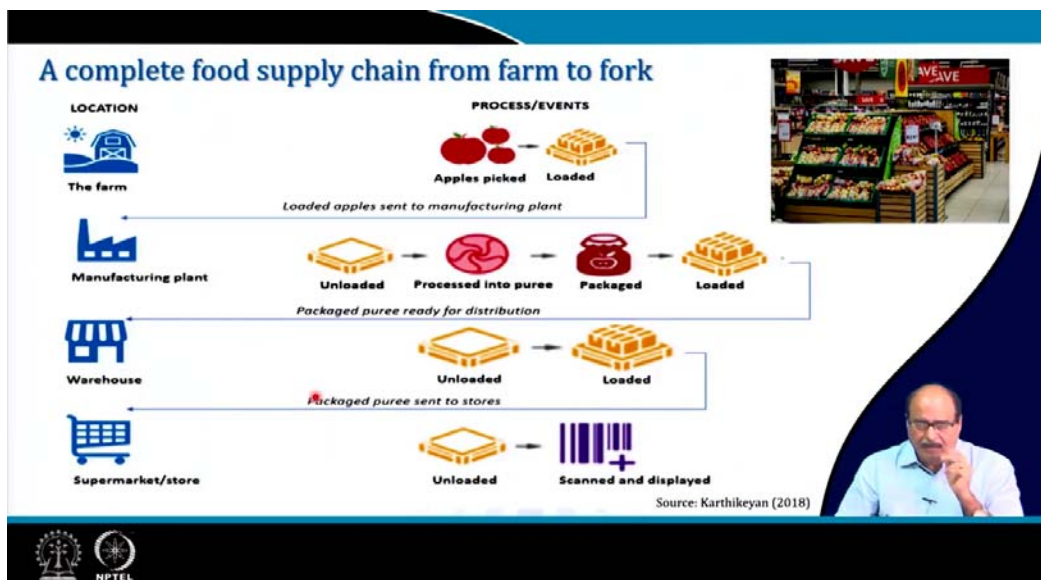 A complete food supply chain from farm to fork
LOCATION
PROCESS/EVENTS
SAVE
SAVE
The farm
Apples picked
Loaded
Loaded apples sent to manufacturing plant
Manufacturing plant
Unloaded
Processed into puree
Packaged
Loaded
Packaged puree ready for distribution
Warehouse
Unloaded
Loaded
Packaged puree sent to stores
Supermarket/store
Unloaded
Scanned and displayed
Source: Karthikeyan (2018)
NPTEL